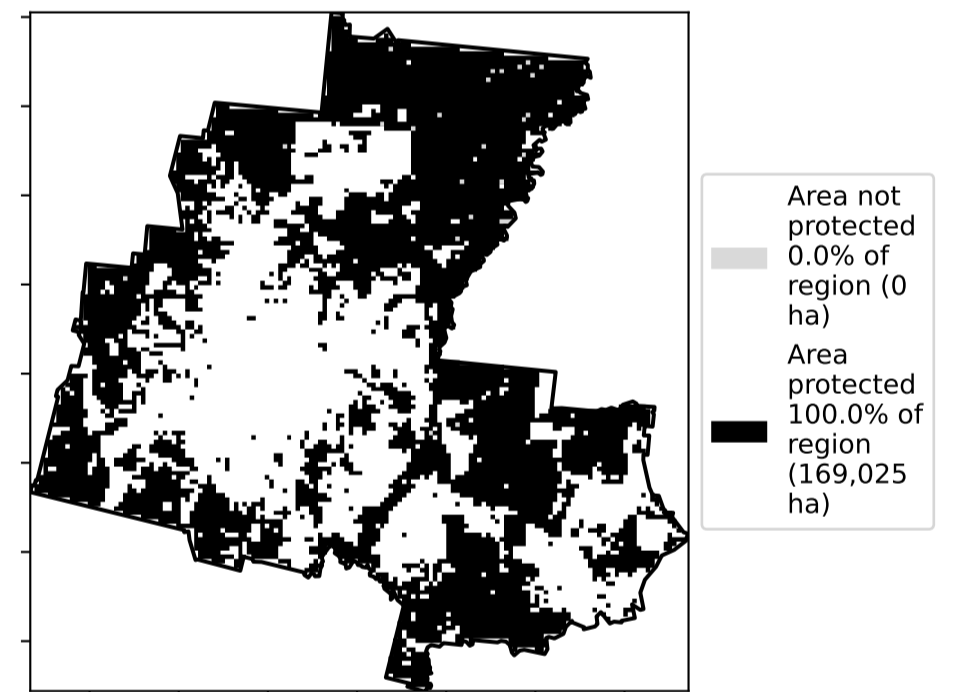 Area not
protected
0.0% of
region (0
ha)
Area
protected
100.0% of
region
(169,025
ha)